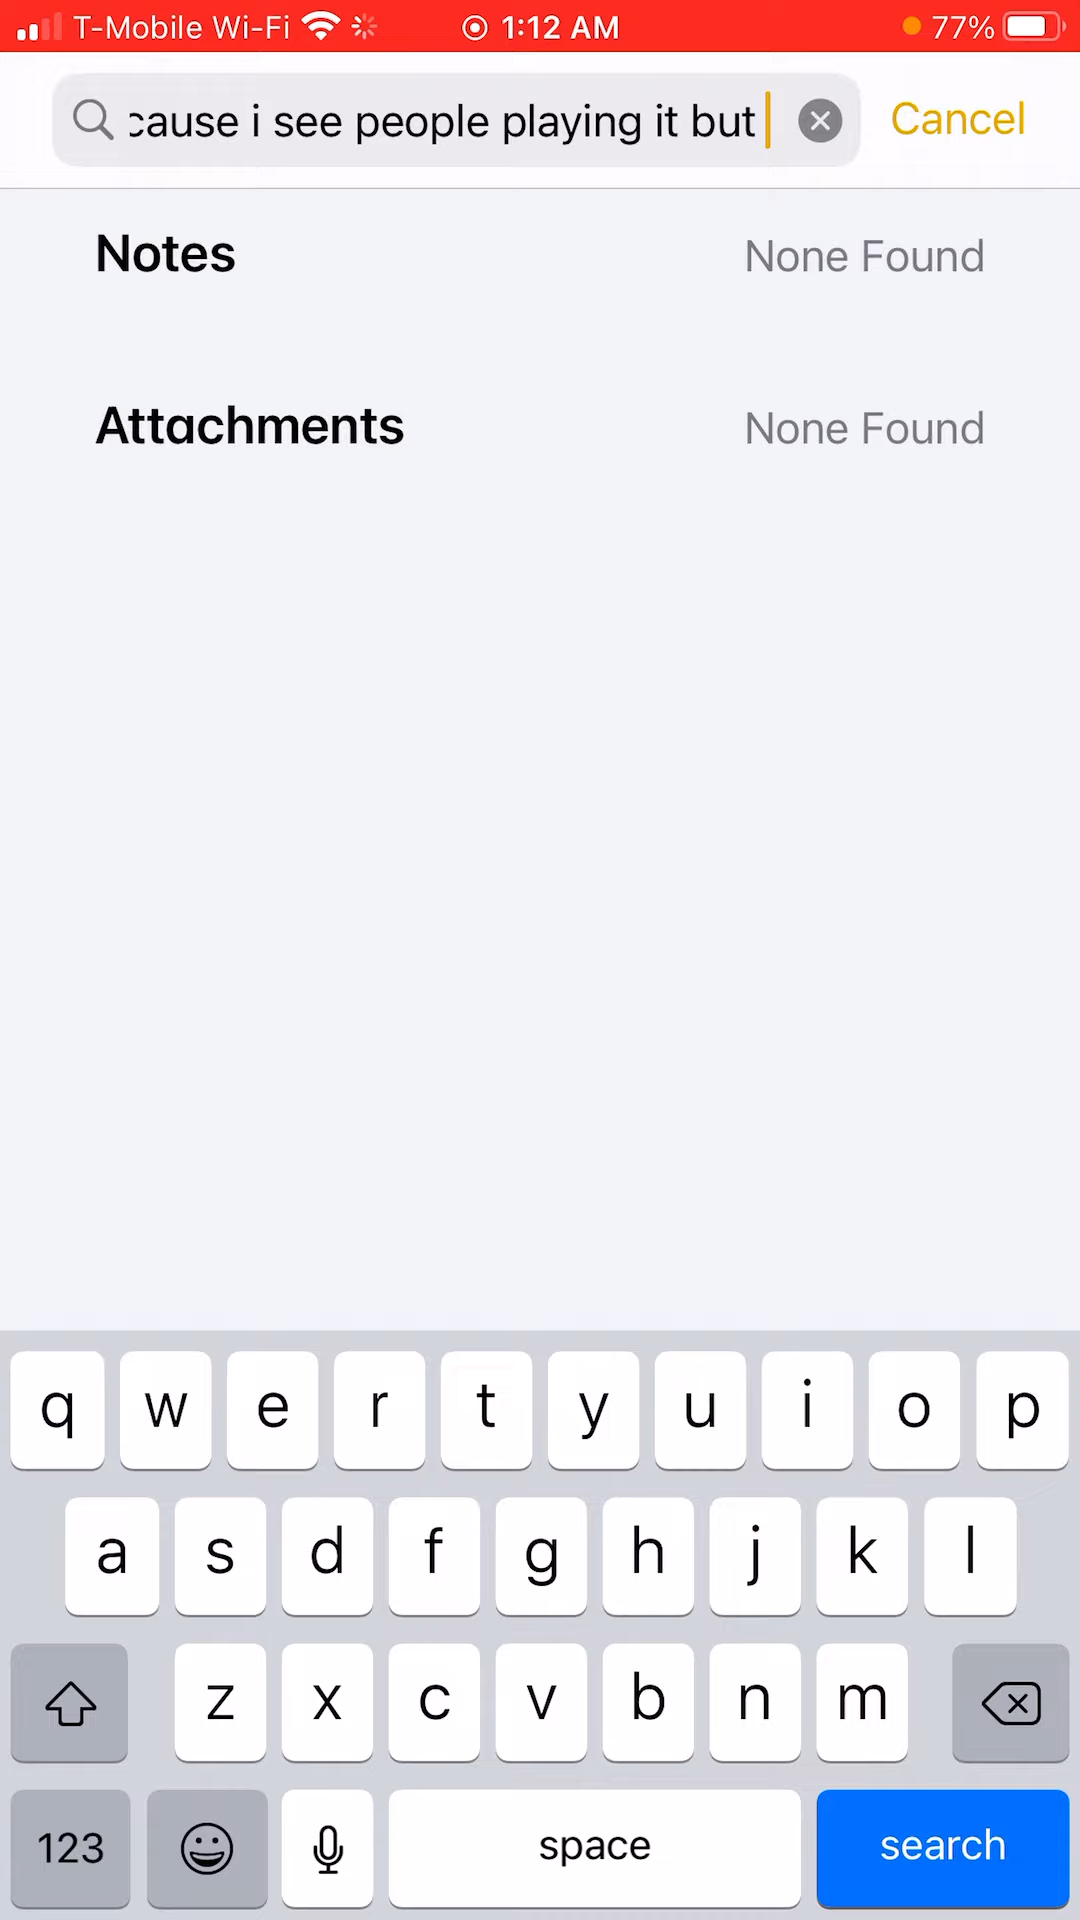 T-Mobile Wi-Fi 1:12 AM 77%
cause i see people playing it but Cancel
Notes None Found
Attachments None Found
q w e r t y u i o p
a s d f g h j k l
z x c v b n m
123 space search